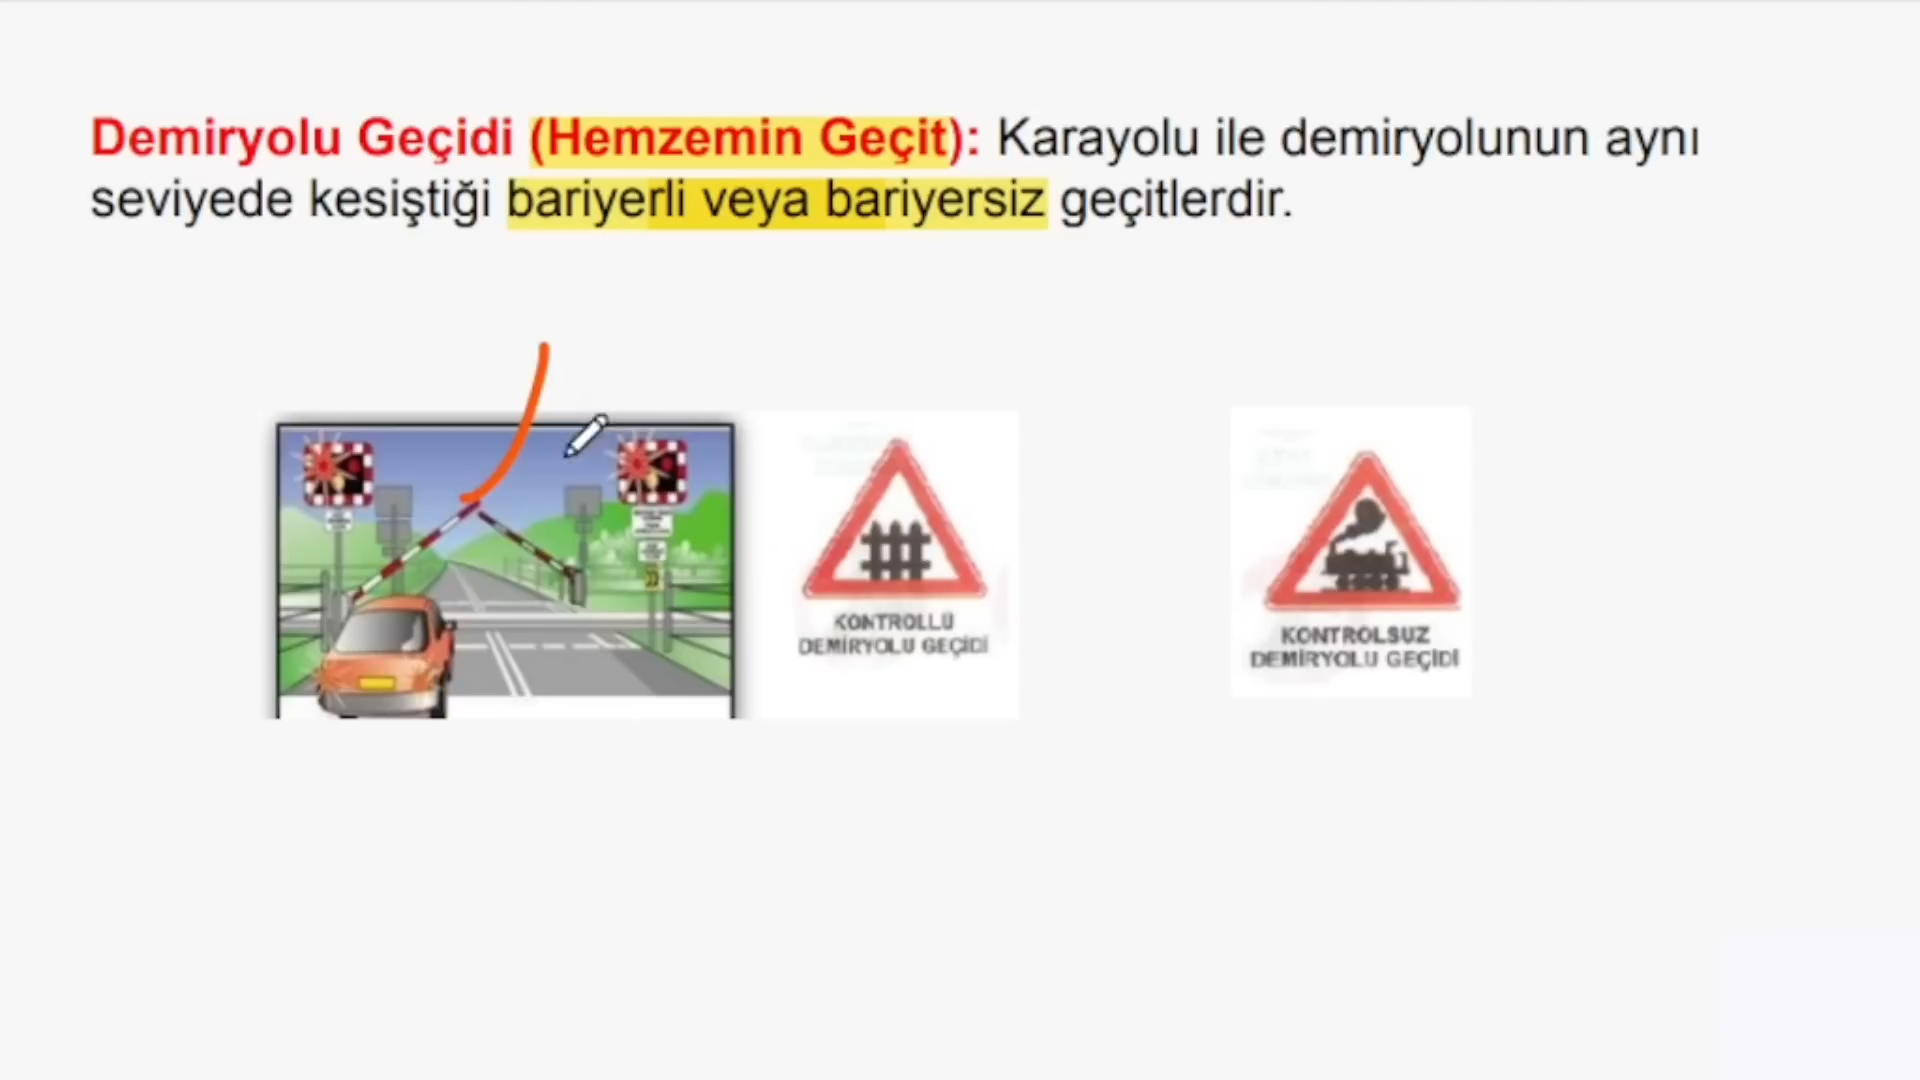 Demiryolu Geçidi (Hemzemin Geçit): Karayolu ile demiryolunun aynı
seviyede kesiştiği bariyerli veya bariyersiz geçitlerdir.
KONTROLLÜ
DEMİRYOLU GEÇİDİ
KONTROLSUZ
DEMİRYOLU GEÇİDİ